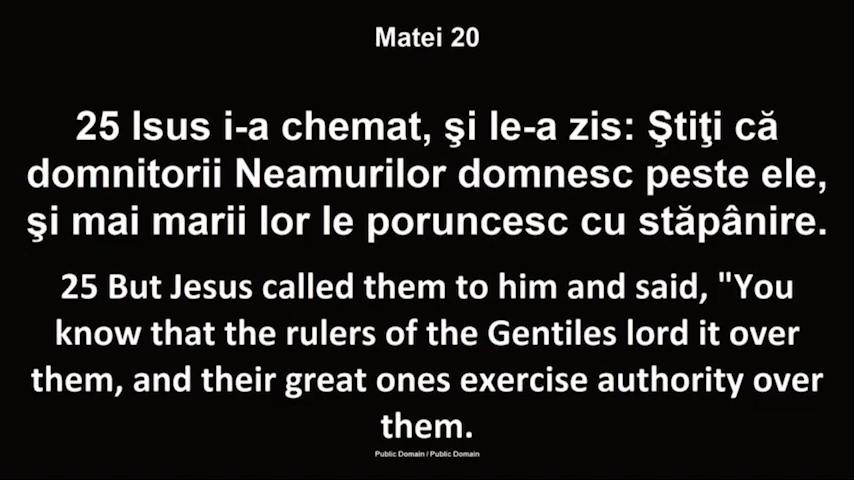 Matei 20
25 Isus i-a chemat, şi le-a zis: Ştiţi că
domnitorii Neamurilor domnesc peste ele,
şi mai marii lor le poruncesc cu stăpânire.
25 But Jesus called them to him and said, "You
know that the rulers of the Gentiles lord it over
them, and their great ones exercise authority over
them.
Public Domain / Public Domain